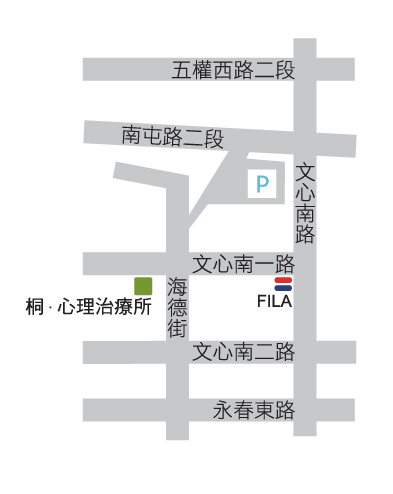 五權西路二段
南屯路二段
文心南路
P
文心南一路
海德街
FILA
桐·心理治療所
文心南二路
永春東路